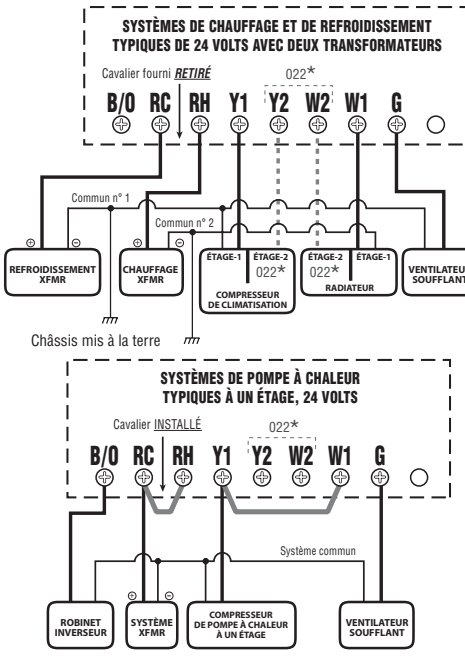 SYSTÈMES DE CHAUFFAGE ET DE REFROIDISSEMENT
TYPIQUES DE 24 VOLTS AVEC DEUX TRANSFORMATEURS
Cavalier fourni RETIRÉ
022*
B/O RC RH Y1 Y2 W2 W1 G
Commun n° 1
Commun n° 2
+ − + −
REFROIDISSEMENT
XFMR
CHAUFFAGE
XFMR
ÉTAGE-1 ÉTAGE-2
022*
COMPRESSEUR
DE CLIMATISATION
ÉTAGE-2 ÉTAGE-1
022*
RADIATEUR
VENTILATEUR
SOUFFLANT
Châssis mis à la terre
SYSTÈMES DE POMPE À CHALEUR
TYPIQUES À UN ÉTAGE, 24 VOLTS
Cavalier INSTALLÉ
022*
B/O RC RH Y1 Y2 W2 W1 G
Système commun
+ −
ROBINET
INVERSEUR
SYSTÈME
XFMR
COMPRESSEUR
DE POMPE À CHALEUR
À UN ÉTAGE
VENTILATEUR
SOUFFLANT